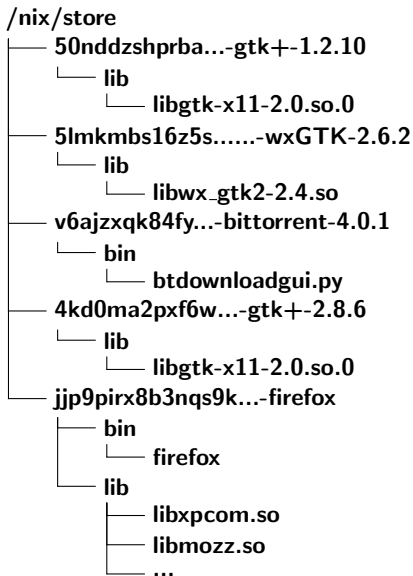 /nix/store
50nddzshprba...-gtk+-1.2.10
lib
libgtk-x11-2.0.so.0
5lmkmbs16z5s......-wxGTK-2.6.2
lib
libwx_gtk2-2.4.so
v6ajzxqk84fy...-bittorrent-4.0.1
bin
btdownloadgui.py
4kd0ma2pxf6w...-gtk+-2.8.6
lib
libgtk-x11-2.0.so.0
jjp9pirx8b3nqs9k...-firefox
bin
firefox
lib
libxpcom.so
libmozz.so
...